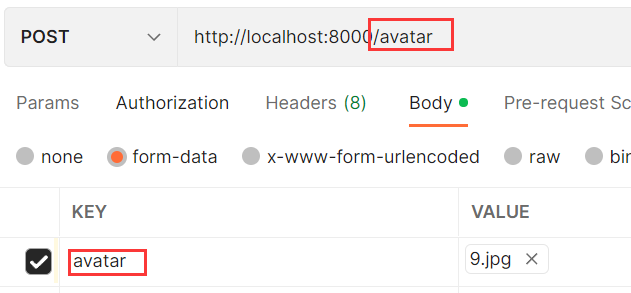 POST http://localhost:8000/avatar
Params Authorization Headers (8) Body Pre-request Sc
none form-data x-www-form-urlencoded raw bin
KEY VALUE
avatar 9.jpg